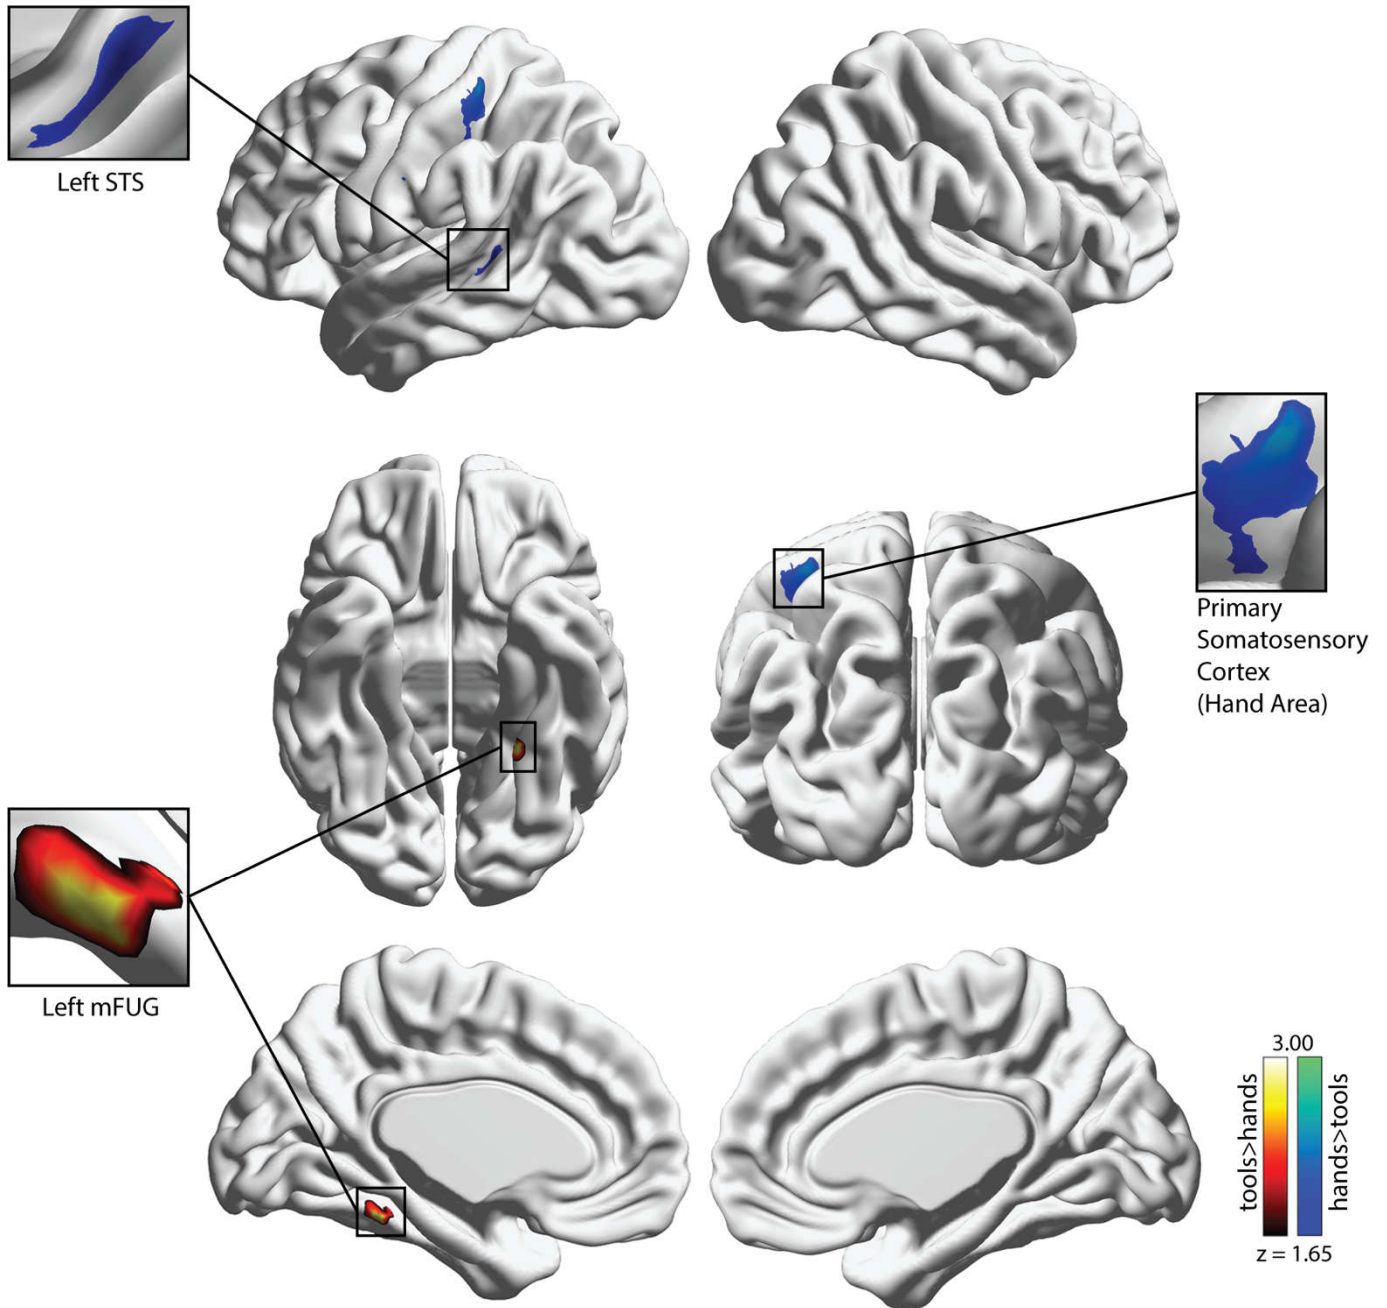 Left STS
Primary
Somatosensory
Cortex
(Hand Area)
Left mFUG
3.00
tools>hands
hands>tools
z = 1.65